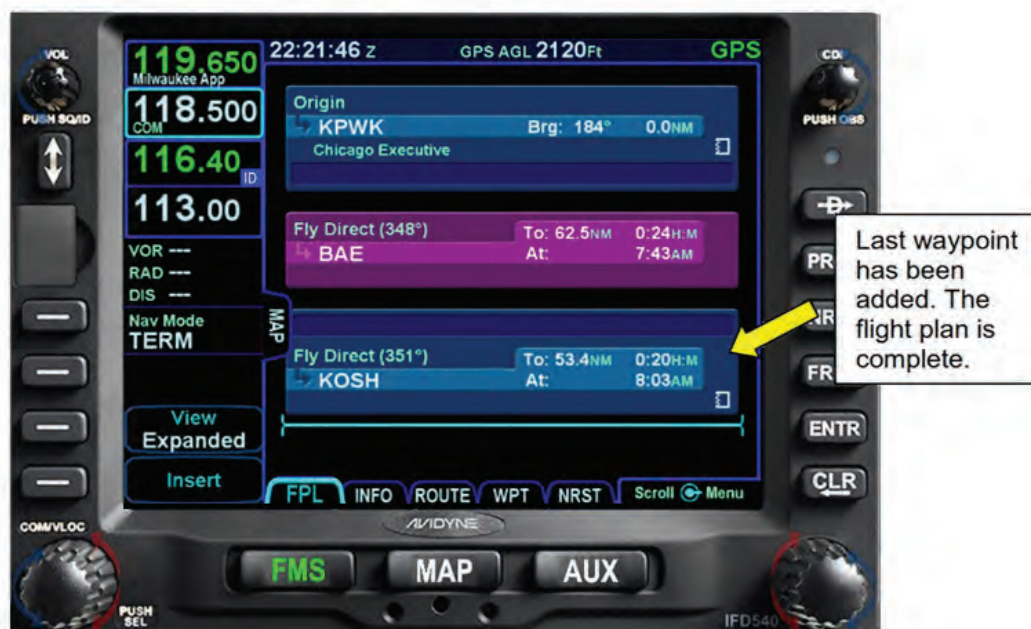 VOL
PUSH SQ/ID
119.650
Milwaukee App
118.500
COM
116.40
ID
113.00
VOR ---
RAD ---
DIS ---
Nav Mode
TERM
View
Expanded
Insert
COM/VLOC
PUSH
SEL
22:21:46 Z GPS AGL 2120FT GPS
Origin
KPWK Brg: 184° 0.0NM
Chicago Executive
Fly Direct (348°) To: 62.5NM 0:24H:M
BAE At: 7:43AM
MAP
Fly Direct (351°) To: 53.4NM 0:20H:M
KOSH At: 8:03AM
FPL INFO ROUTE WPT NRST Scroll Menu
AVIDYNE
FMS MAP AUX
IFD540
CDI
PUSH OBS
D
PR
NR
FR
ENTR
CLR
Last waypoint
has been
added. The
flight plan is
complete.